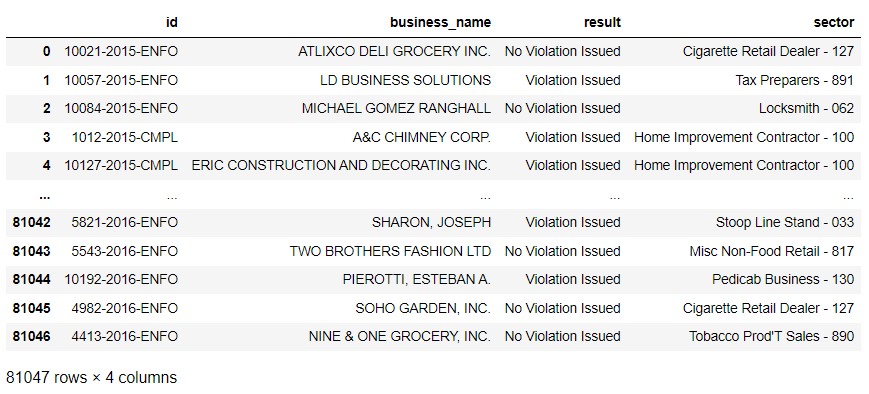 id business_name result sector
0 10021-2015-ENFO ATLIXCO DELI GROCERY INC. No Violation Issued Cigarette Retail Dealer - 127
1 10057-2015-ENFO LD BUSINESS SOLUTIONS Violation Issued Tax Preparers - 891
2 10084-2015-ENFO MICHAEL GOMEZ RANGHALL No Violation Issued Locksmith - 062
3 1012-2015-CMPL A&C CHIMNEY CORP. Violation Issued Home Improvement Contractor - 100
4 10127-2015-CMPL ERIC CONSTRUCTION AND DECORATING INC. Violation Issued Home Improvement Contractor - 100
... ... ... ... ...
81042 5821-2016-ENFO SHARON, JOSEPH Violation Issued Stoop Line Stand - 033
81043 5543-2016-ENFO TWO BROTHERS FASHION LTD No Violation Issued Misc Non-Food Retail - 817
81044 10192-2016-ENFO PIEROTTI, ESTEBAN A. Violation Issued Pedicab Business - 130
81045 4982-2016-ENFO SOHO GARDEN, INC. No Violation Issued Cigarette Retail Dealer - 127
81046 4413-2016-ENFO NINE & ONE GROCERY, INC. No Violation Issued Tobacco Prod'T Sales - 890
81047 rows × 4 columns